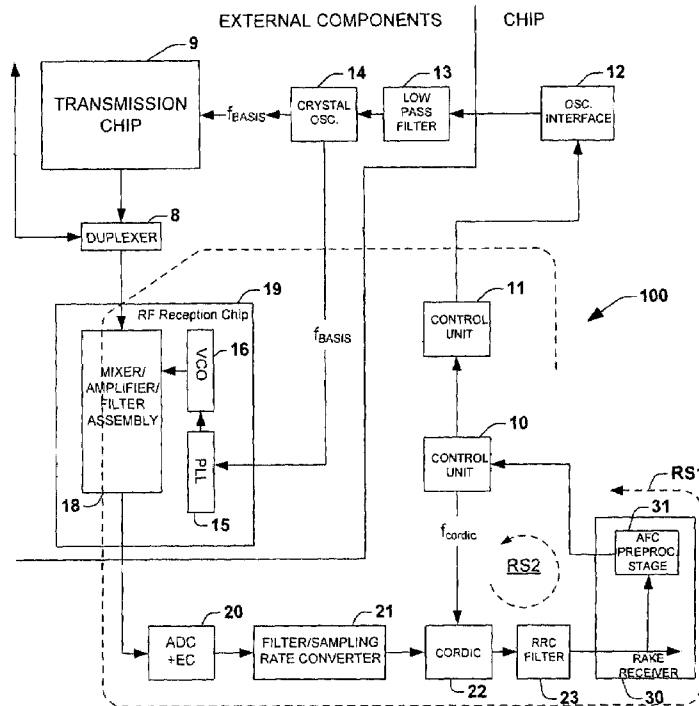 EXTERNAL COMPONENTS
CHIP
9
TRANSMISSION
CHIP
fBASIS
14
CRYSTAL
OSC.
13
LOW
PASS
FILTER
12
OSC.
INTERFACE
8
DUPLEXER
19
RF Reception Chip
MIXER/
AMPLIFIER/
FILTER
ASSEMBLY
18
16
VCO
PLL
15
fBASIS
11
CONTROL
UNIT
100
10
CONTROL
UNIT
fcordic
RS2
RS1
31
AFC
PREPROC.
STAGE
RAKE
RECEIVER
30
20
ADC
+EC
21
FILTER/SAMPLING
RATE CONVERTER
CORDIC
22
RRC
FILTER
23